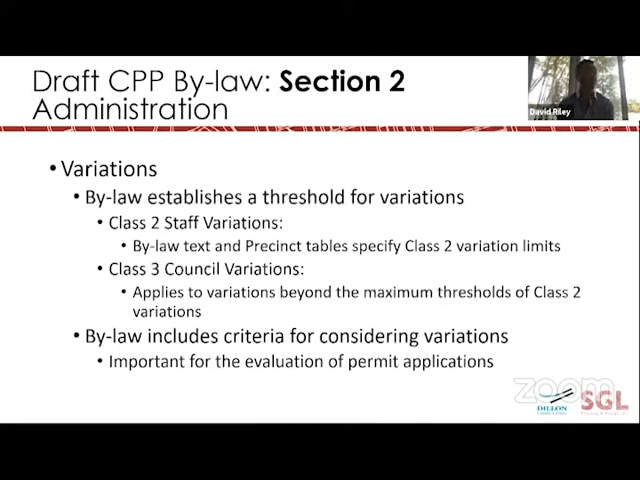 Draft CPP By-law: Section 2
Administration
David Riley
• Variations
• By-law establishes a threshold for variations
• Class 2 Staff Variations:
• By-law text and Precinct tables specify Class 2 variation limits
• Class 3 Council Variations:
• Applies to variations beyond the maximum thresholds of Class 2
variations
• By-law includes criteria for considering variations
• Important for the evaluation of permit applications
zoom
DILLON
CONSULTING
SGL